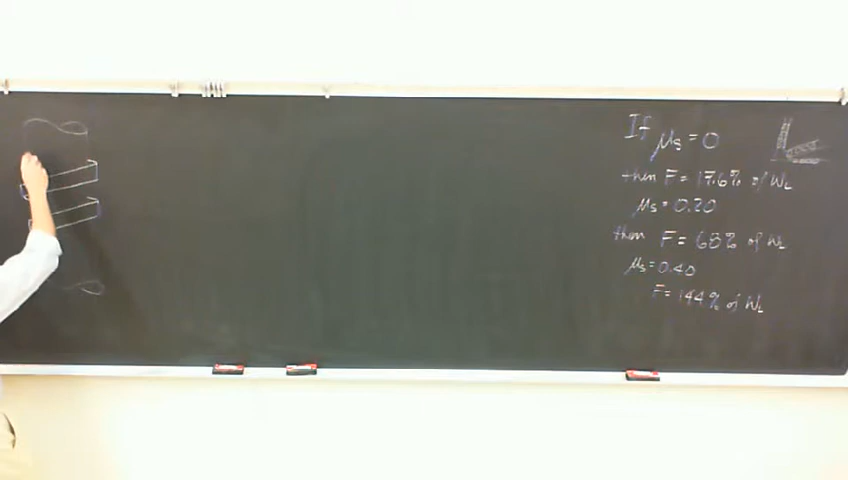 If μs = 0
then F = 17.6% of WL
μs = 0.20
then F = 68% of WL
μs = 0.40
F = 144% of WL